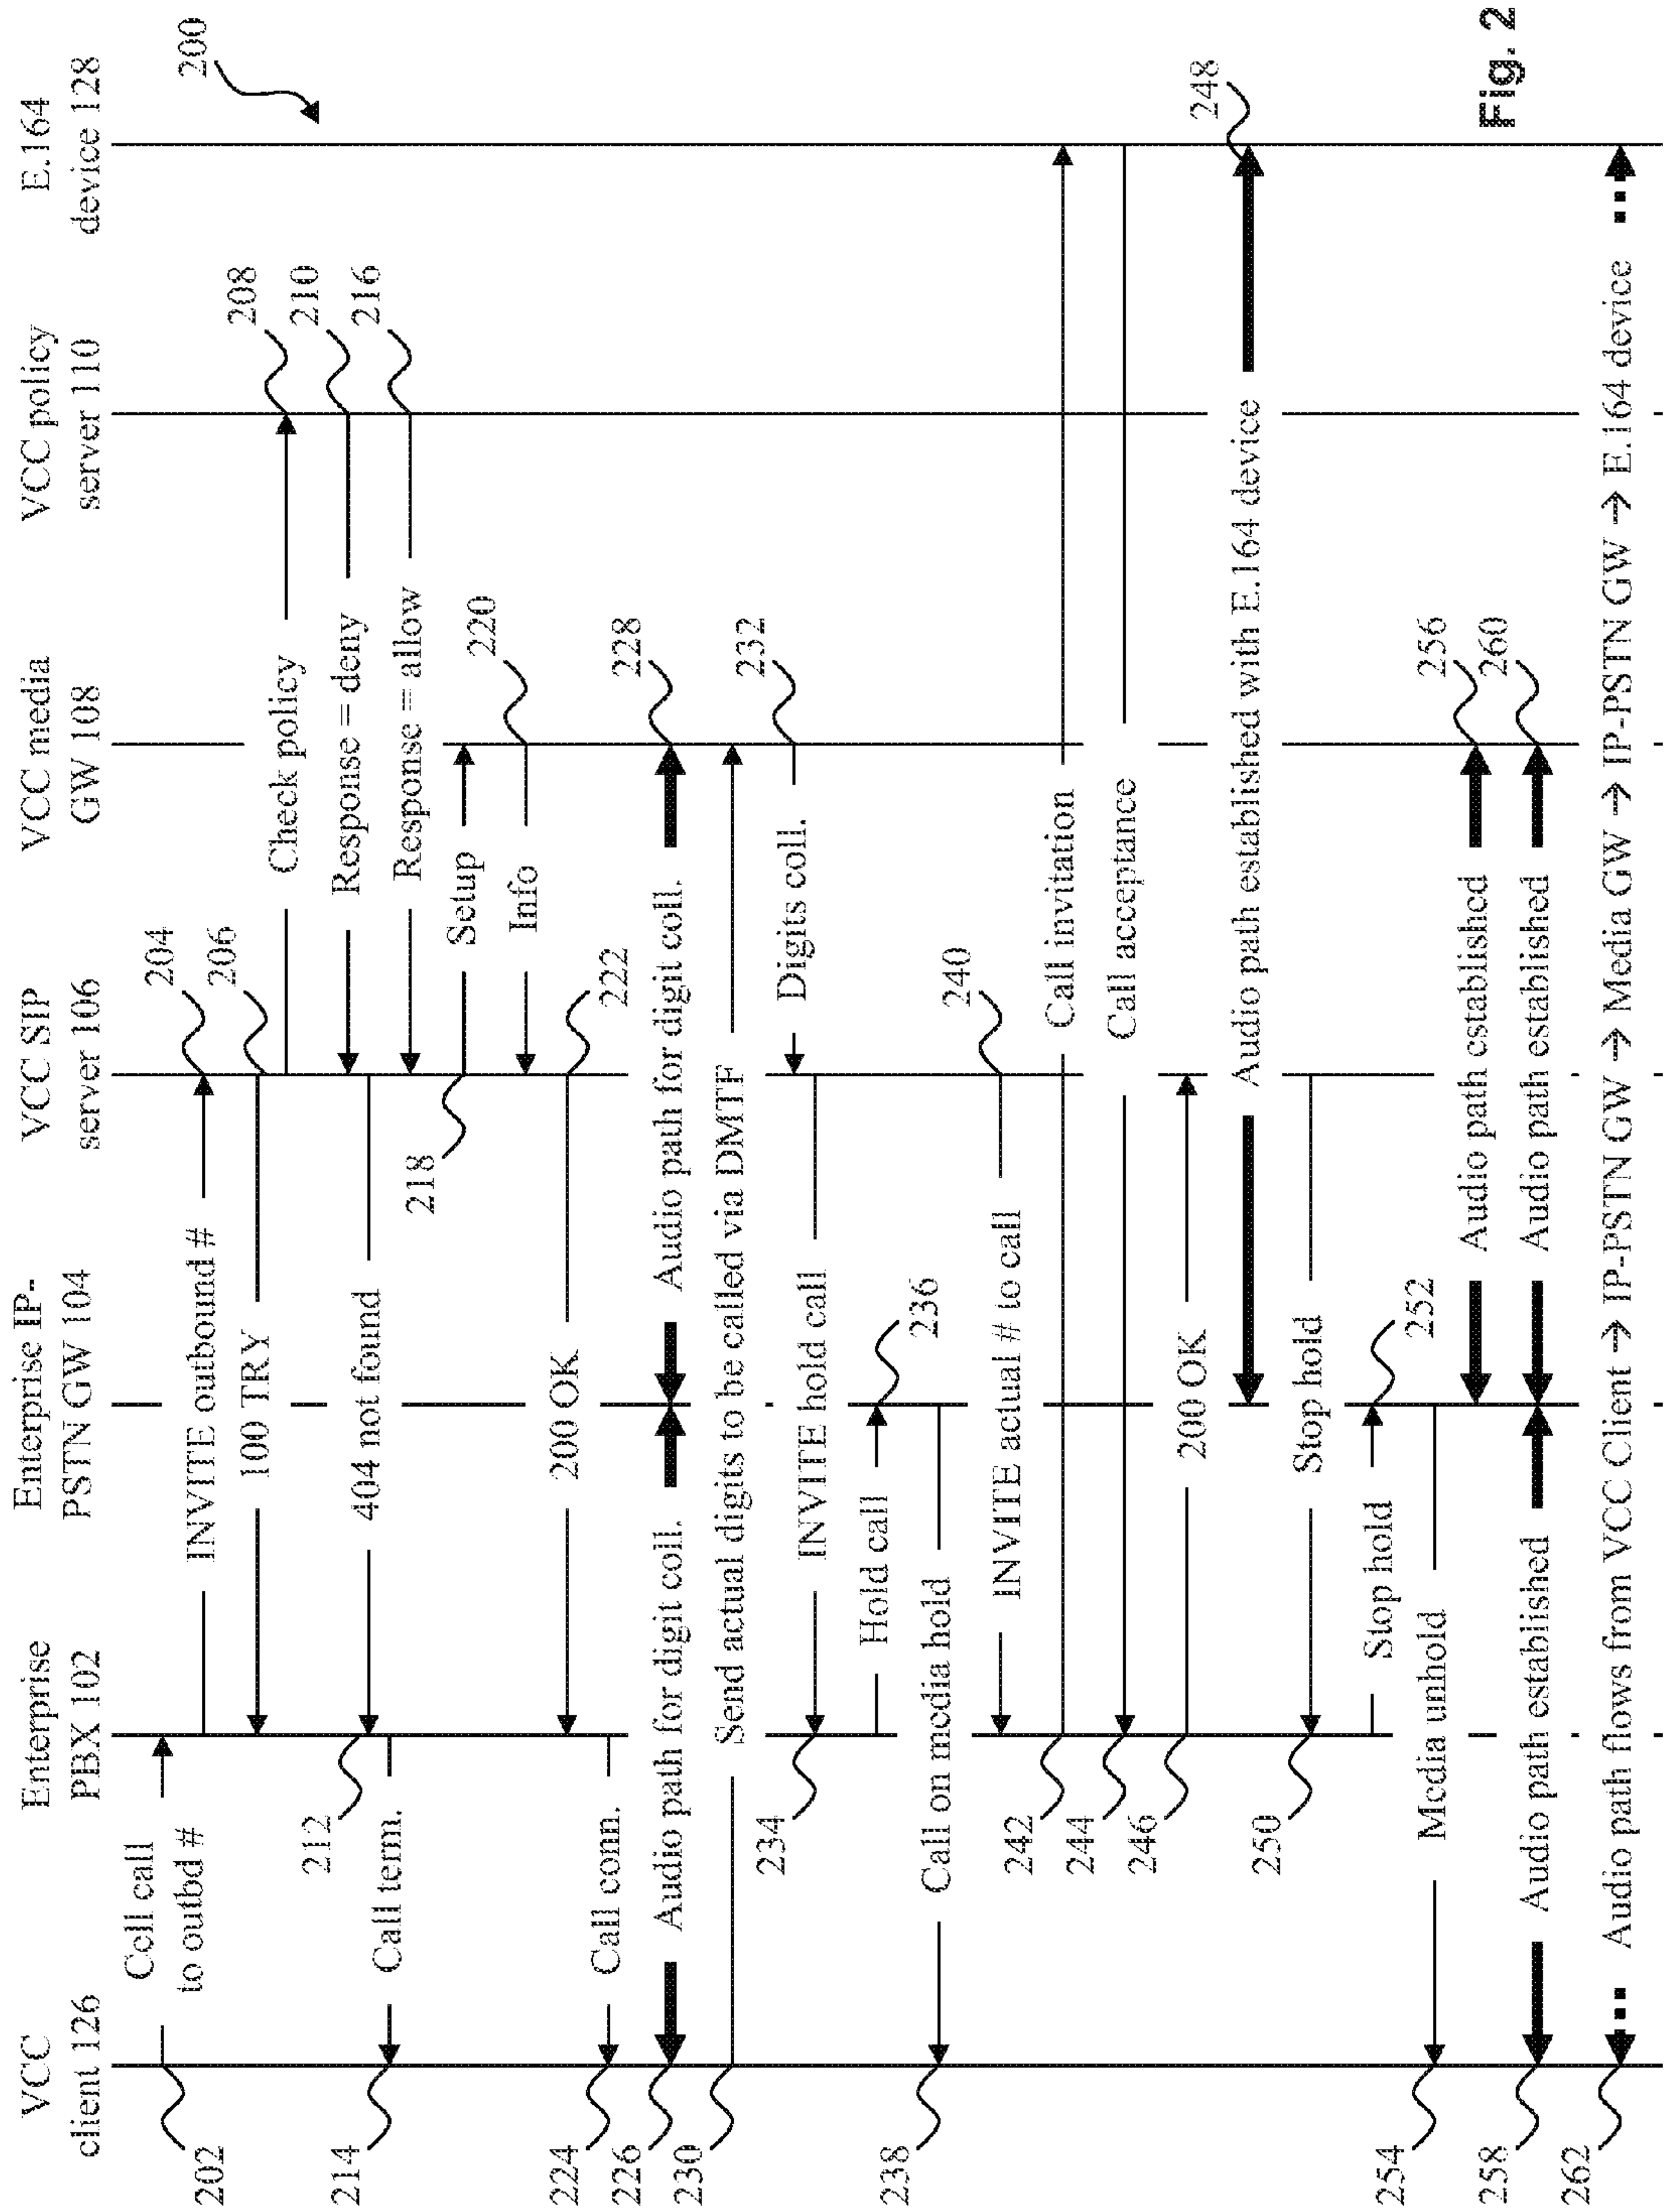 VCC
client 126
Enterprise
PBX 102
Enterprise IP-
PSTN GW 104
VCC SIP
server 106
VCC media
GW 108
VCC policy
server 110
E.164
device 128
200
202
Cell call
to outbd #
204
INVITE outbound #
206
100 TRY
208
Check policy
210
Response = deny
212
404 not found
214
Call term.
216
Response = allow
218
Setup
220
Info
222
200 OK
224
Call conn.
226
Audio path for digit coll.
Audio path for digit coll.
228
230
Send actual digits to be called via DMTF
232
Digits coll.
234
INVITE hold call
236
Hold call
238
Call on media hold
240
INVITE actual # to call
242
Call invitation
244
Call acceptance
246
200 OK
248
Audio path established with E.164 device
250
Stop hold
252
Stop hold
254
Media unhold
256
Audio path established
258
Audio path established
Audio path established
260
262
Audio path flows from VCC Client → IP-PSTN GW → Media GW → IP-PSTN GW → E.164 device
Fig. 2